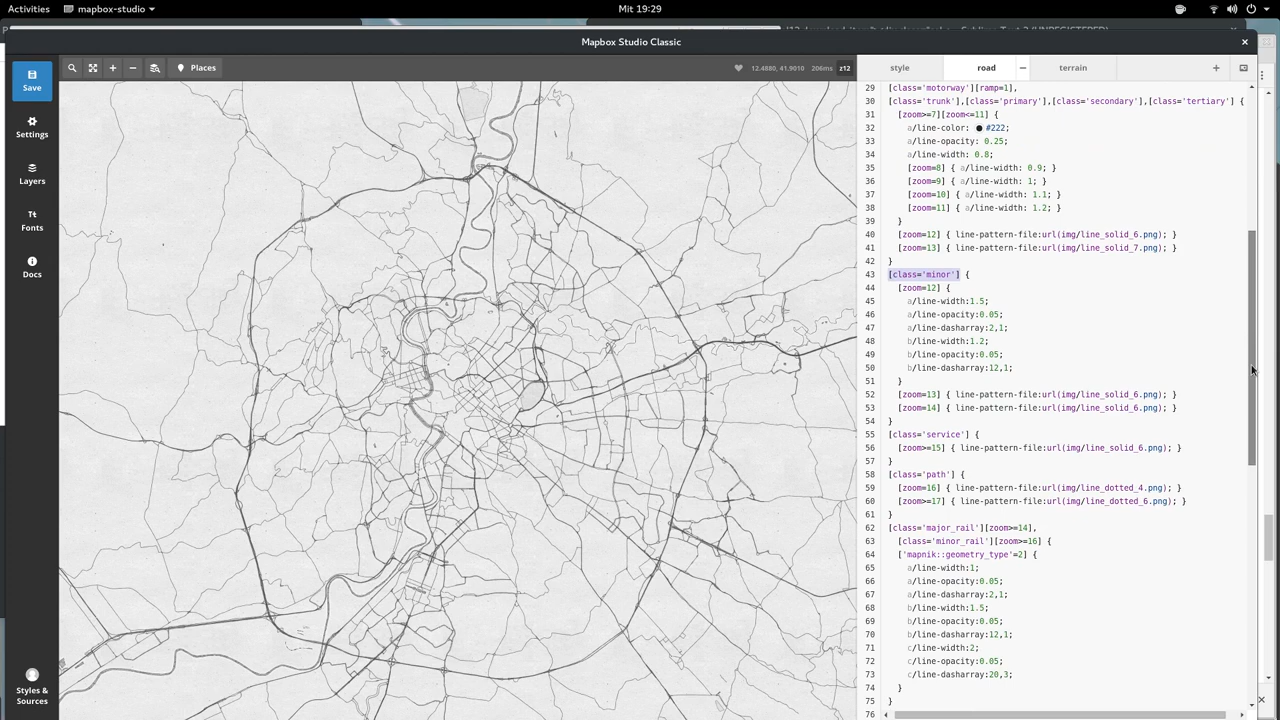 Activities mapbox-studio Mit 19:29
Mapbox Studio Classic
Save
Settings
Layers
Fonts
Docs
Styles &
Sources
Places
12.4880, 41.9010 206ms z12
style road terrain
29 [class='motorway'][ramp=1],
30 [class='trunk'],[class='primary'],[class='secondary'],[class='tertiary'] {
31 [zoom>=7][zoom<=11] {
32 a/line-color: #222;
33 a/line-opacity: 0.25;
34 a/line-width: 0.8;
35 [zoom=8] { a/line-width: 0.9; }
36 [zoom=9] { a/line-width: 1; }
37 [zoom=10] { a/line-width: 1.1; }
38 [zoom=11] { a/line-width: 1.2; }
39 }
40 [zoom=12] { line-pattern-file:url(img/line_solid_6.png); }
41 [zoom=13] { line-pattern-file:url(img/line_solid_7.png); }
42 }
43 [class='minor'] {
44 [zoom=12] {
45 a/line-width:1.5;
46 a/line-opacity:0.05;
47 a/line-dasharray:2,1;
48 b/line-width:1.2;
49 b/line-opacity:0.05;
50 b/line-dasharray:12,1;
51 }
52 [zoom=13] { line-pattern-file:url(img/line_solid_6.png); }
53 [zoom=14] { line-pattern-file:url(img/line_solid_6.png); }
54 }
55 [class='service'] {
56 [zoom>=15] { line-pattern-file:url(img/line_solid_6.png); }
57 }
58 [class='path'] {
59 [zoom=16] { line-pattern-file:url(img/line_dotted_4.png); }
60 [zoom>=17] { line-pattern-file:url(img/line_dotted_6.png); }
61 }
62 [class='major_rail'][zoom>=14],
63 [class='minor_rail'][zoom>=16] {
64 ['mapnik::geometry_type'=2] {
65 a/line-width:1;
66 a/line-opacity:0.05;
67 a/line-dasharray:2,1;
68 b/line-width:1.5;
69 b/line-opacity:0.05;
70 b/line-dasharray:12,1;
71 c/line-width:2;
72 c/line-opacity:0.05;
73 c/line-dasharray:20,3;
74 }
75 }
76